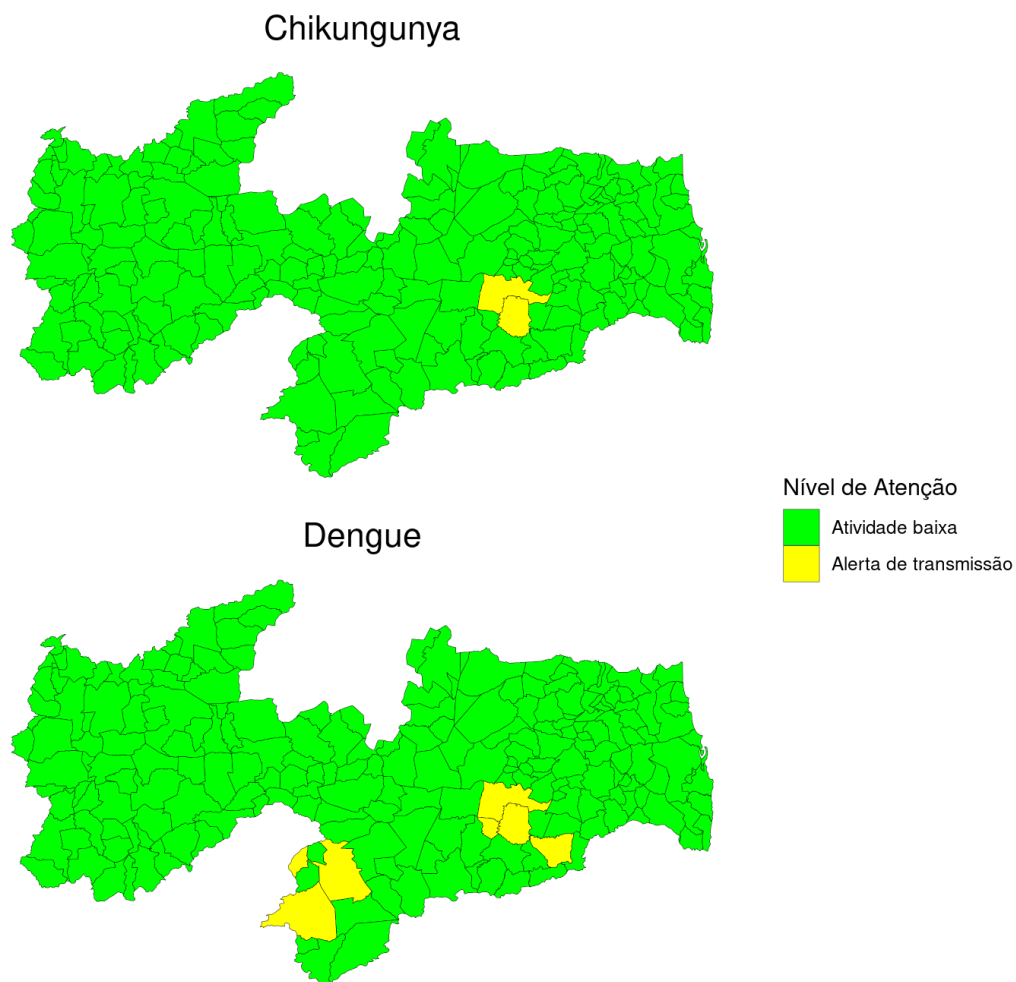 Chikungunya
Nível de Atenção
Atividade baixa
Alerta de transmissão
Dengue